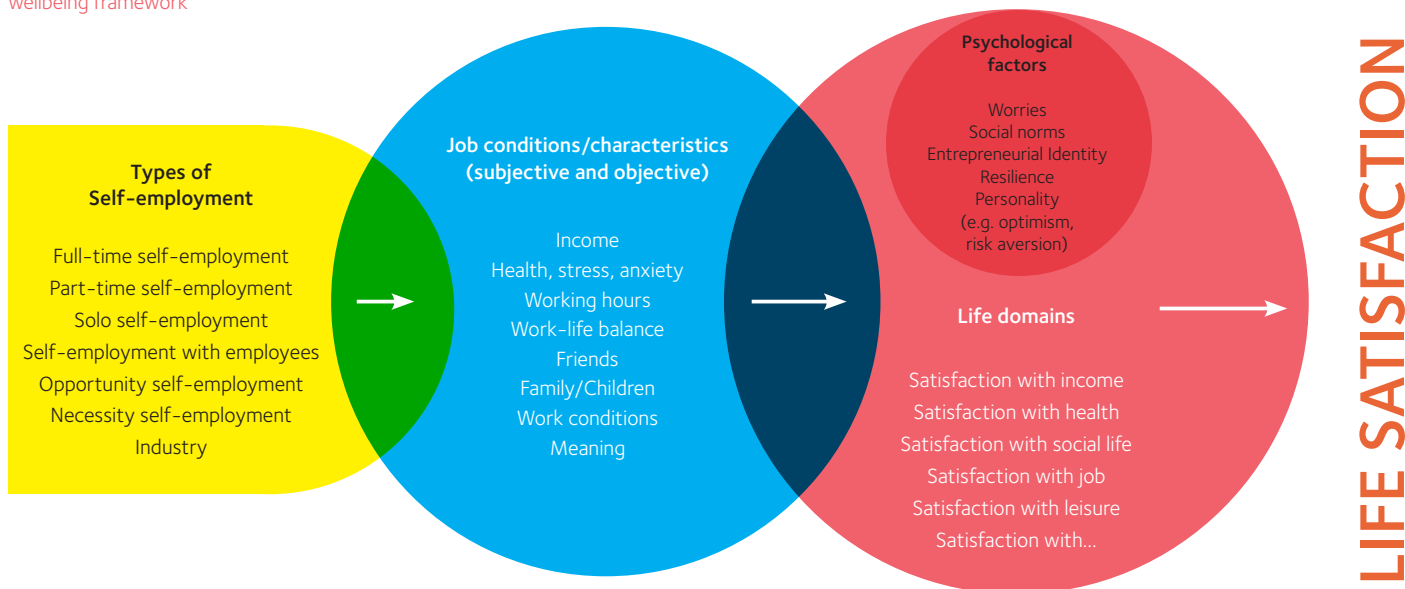 wellbeing framework
Types of
Self-employment
Full-time self-employment
Part-time self-employment
Solo self-employment
Self-employment with employees
Opportunity self-employment
Necessity self-employment
Industry
Job conditions/characteristics
(subjective and objective)
Income
Health, stress, anxiety
Working hours
Work-life balance
Friends
Family/Children
Work conditions
Meaning
Psychological
factors
Worries
Social norms
Entrepreneurial Identity
Resilience
Personality
(e.g. optimism,
risk aversion)
Life domains
Satisfaction with income
Satisfaction with health
Satisfaction with social life
Satisfaction with job
Satisfaction with leisure
Satisfaction with...
LIFE SATISFACTION